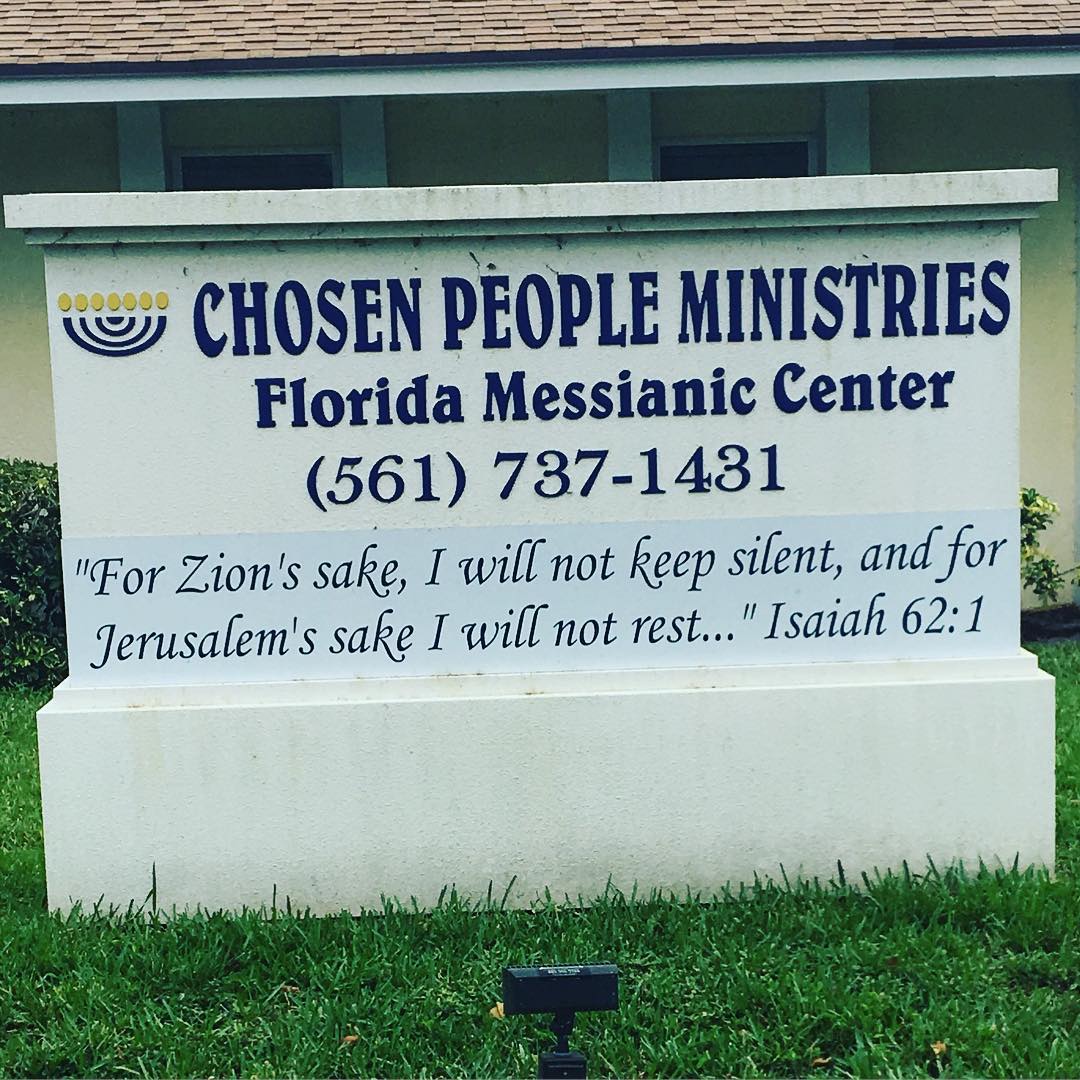 CHOSEN PEOPLE MINISTRIES
Florida Messianic Center
(561) 737-1431
"For Zion's sake, I will not keep silent, and for
Jerusalem's sake I will not rest..." Isaiah 62:1